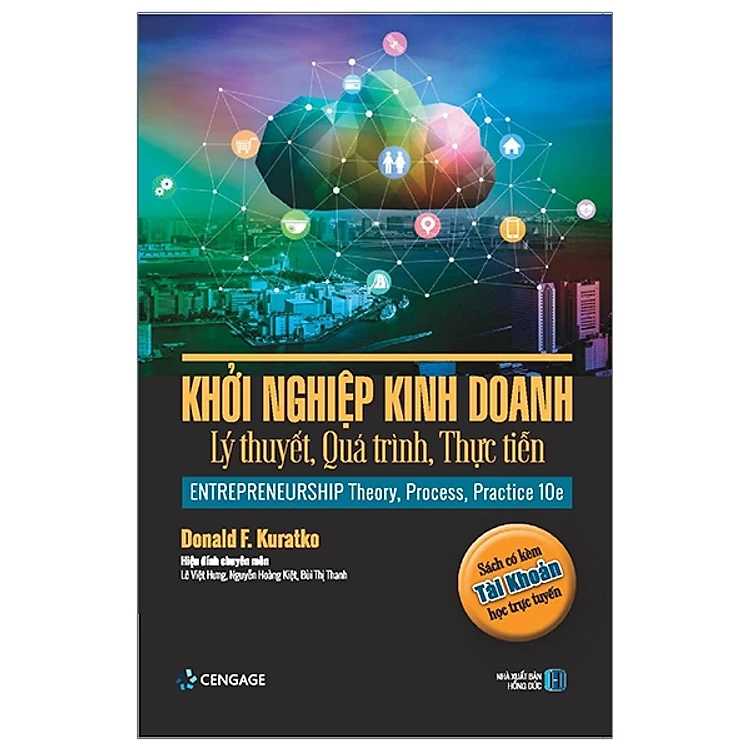 KHỞI NGHIỆP KINH DOANH
Lý thuyết, Quá trình, Thực tiễn
ENTREPRENEURSHIP Theory, Process, Practice 10e
Donald F. Kuratko
Hiệu đính chuyên môn
Lê Việt Hưng, Nguyễn Hoàng Kiệt, Bùi Thị Thanh
Sách có kèm
Tài Khoản
học trực tuyến
CENGAGE
NHÀ XUẤT BẢN
HỒNG ĐỨC